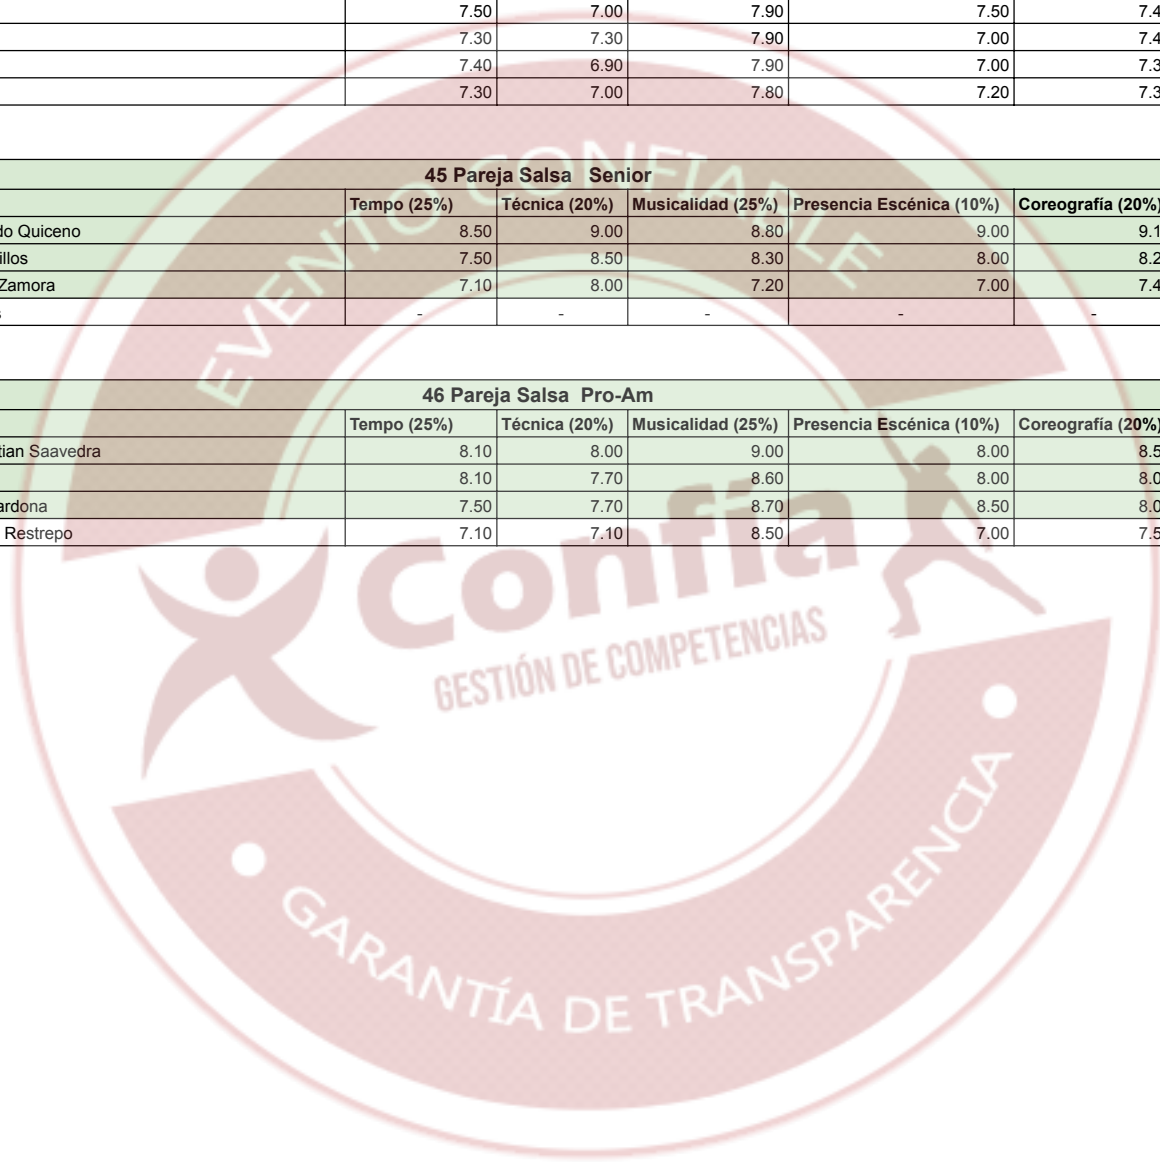 7.50 7.00 7.90 7.50 7.4
7.30 7.30 7.90 7.00 7.4
7.40 6.90 7.90 7.00 7.3
7.30 7.00 7.80 7.20 7.3
45 Pareja Salsa Senior
Tempo (25%) Técnica (20%) Musicalidad (25%) Presencia Escénica (10%) Coreografía (20%)
do Quiceno 8.50 9.00 8.80 9.00 9.1
illos 7.50 8.50 8.30 8.00 8.2
Zamora 7.10 8.00 7.20 7.00 7.4
s - - - - -
46 Pareja Salsa Pro-Am
Tempo (25%) Técnica (20%) Musicalidad (25%) Presencia Escénica (10%) Coreografía (20%)
tian Saavedra 8.10 8.00 9.00 8.00 8.5
8.10 7.70 8.60 8.00 8.0
ardona 7.50 7.70 8.70 8.50 8.0
Restrepo 7.10 7.10 8.50 7.00 7.5
EVENTO CONFIABLE
Confía
GESTIÓN DE COMPETENCIAS
GARANTÍA DE TRANSPARENCIA